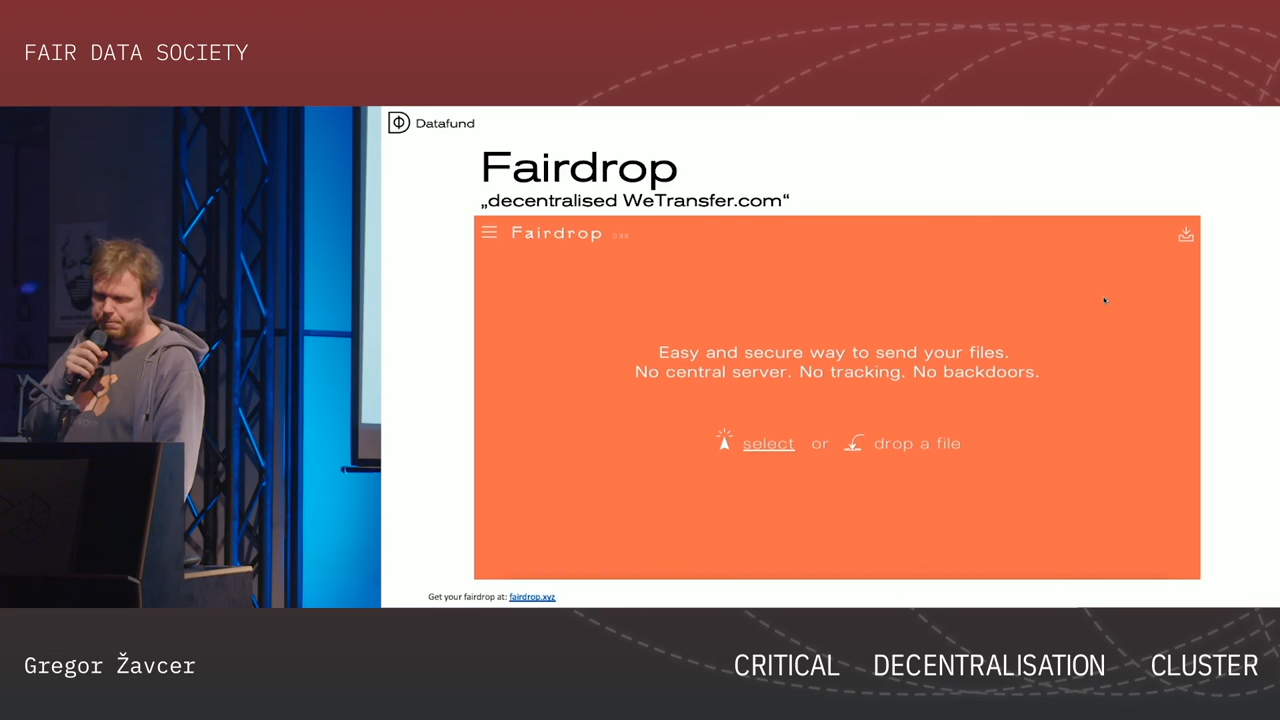 FAIR DATA SOCIETY
Datafund
Fairdrop
„decentralised WeTransfer.com“
Fairdrop
Easy and secure way to send your files.
No central server. No tracking. No backdoors.
select or drop a file
Get your fairdrop at: fairdrop.xyz
Gregor Žavcer
CRITICAL DECENTRALISATION CLUSTER